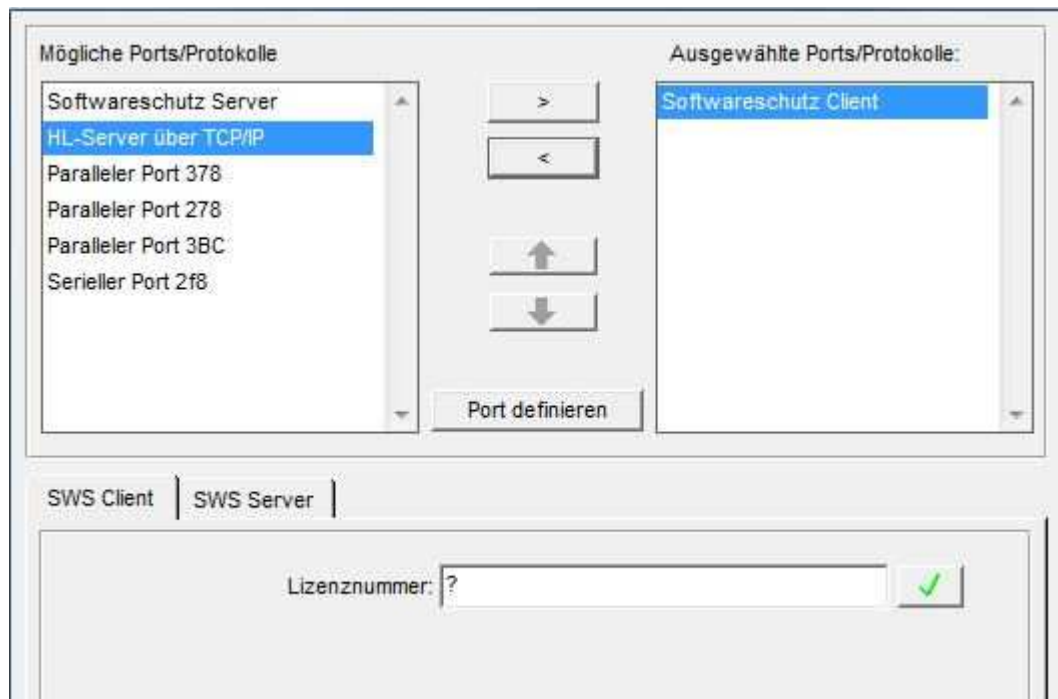 Mögliche Ports/Protokolle
Softwareschutz Server
HL-Server über TCP/IP
Paralleler Port 378
Paralleler Port 278
Paralleler Port 3BC
Serieller Port 2f8
>
<
Port definieren
Ausgewählte Ports/Protokolle:
Softwareschutz Client
SWS Client
SWS Server
Lizenznummer: ?